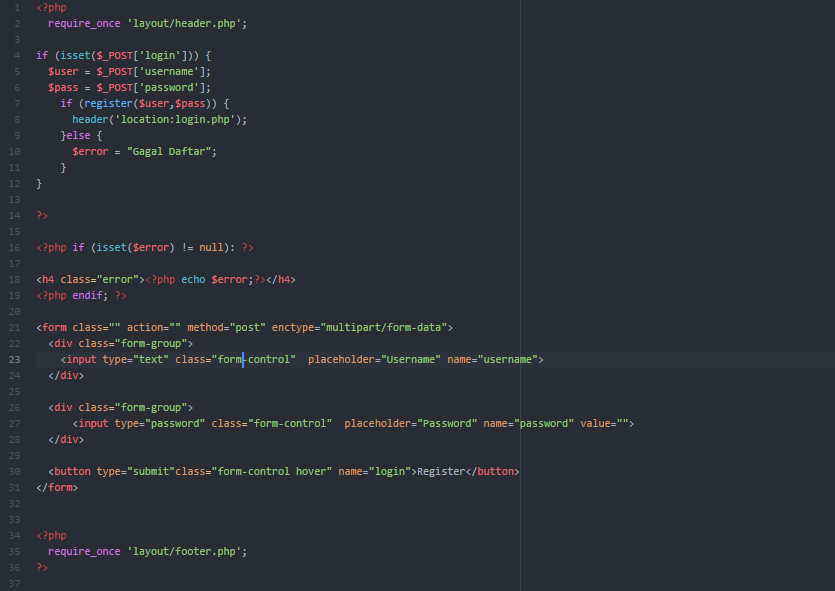 1 <?php
2   require_once 'layout/header.php';
3
4 if (isset($_POST['login'])) {
5   $user = $_POST['username'];
6   $pass = $_POST['password'];
7     if (register($user,$pass)) {
8       header('location:login.php');
9     }else {
10       $error = "Gagal Daftar";
11     }
12 }
13
14 ?>
15
16 <?php if (isset($error) != null): ?>
17
18 <h4 class="error"><?php echo $error;?></h4>
19 <?php endif; ?>
20
21 <form class="" action="" method="post" enctype="multipart/form-data">
22   <div class="form-group">
23     <input type="text" class="form-control"  placeholder="Username" name="username">
24   </div>
25
26   <div class="form-group">
27       <input type="password" class="form-control"  placeholder="Password" name="password" value="">
28   </div>
29
30   <button type="submit"class="form-control hover" name="login">Register</button>
31 </form>
32
33
34 <?php
35   require_once 'layout/footer.php';
36 ?>
37